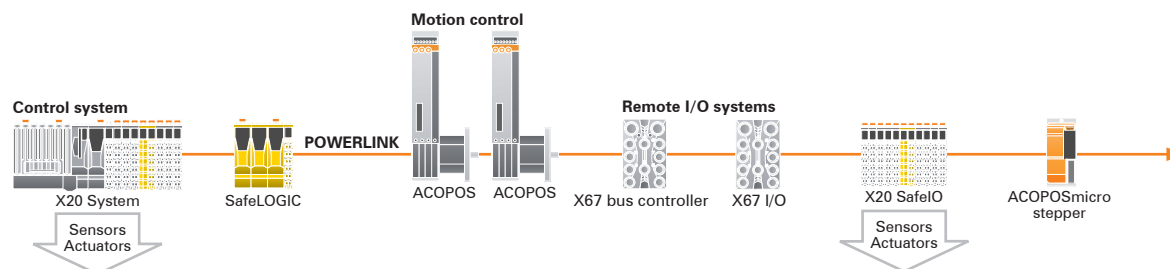 Motion control
Control system
Remote I/O systems
POWERLINK
X20 System
SafeLOGIC
ACOPOS
ACOPOS
X67 bus controller
X67 I/O
X20 SafeIO
ACOPOSmicro
stepper
Sensors
Actuators
Sensors
Actuators